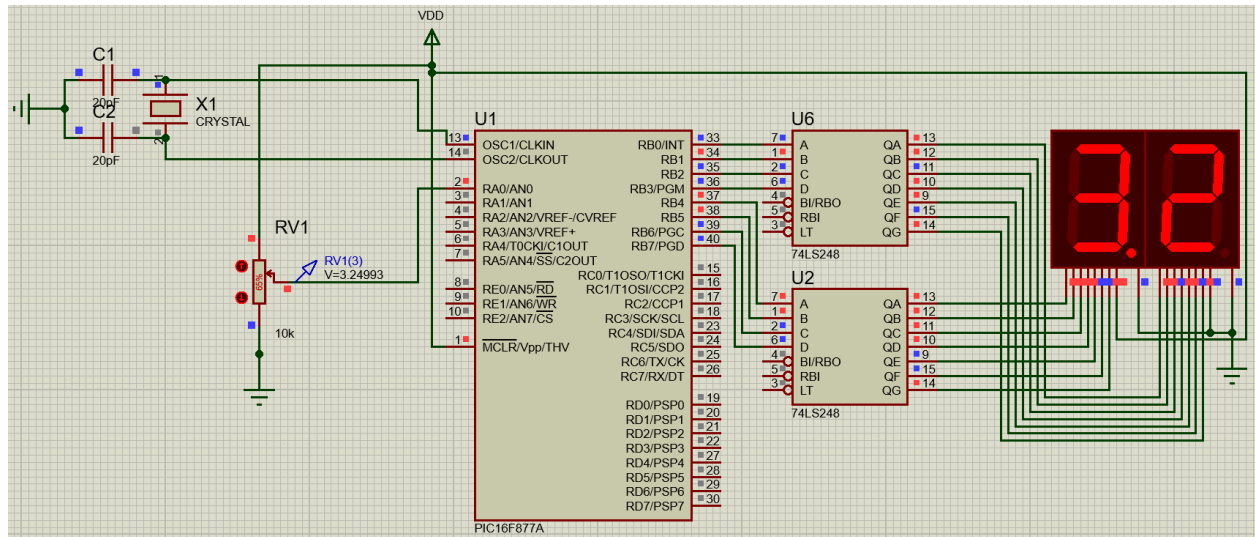 VDD
C1
20pF
C2
20pF
X1
CRYSTAL
1
2
RV1
65%
RV1(3)
V=3.24993
10k
U1
13 OSC1/CLKIN
14 OSC2/CLKOUT
2 RA0/AN0
3 RA1/AN1
4 RA2/AN2/VREF-/CVREF
5 RA3/AN3/VREF+
6 RA4/T0CKI/C1OUT
7 RA5/AN4/SS/C2OUT
8 RE0/AN5/RD
9 RE1/AN6/WR
10 RE2/AN7/CS
1 MCLR/Vpp/THV
RB0/INT 33
RB1 34
RB2 35
RB3/PGM 36
RB4 37
RB5 38
RB6/PGC 39
RB7/PGD 40
RC0/T1OSO/T1CKI 15
RC1/T1OSI/CCP2 16
RC2/CCP1 17
RC3/SCK/SCL 18
RC4/SDI/SDA 23
RC5/SDO 24
RC6/TX/CK 25
RC7/RX/DT 26
RD0/PSP0 19
RD1/PSP1 20
RD2/PSP2 21
RD3/PSP3 22
RD4/PSP4 27
RD5/PSP5 28
RD6/PSP6 29
RD7/PSP7 30
PIC16F877A
U6
7 A QA 13
1 B QB 12
2 C QC 11
6 D QD 10
4 BI/RBO QE 9
5 RBI QF 15
3 LT QG 14
74LS248
U2
7 A QA 13
1 B QB 12
2 C QC 11
6 D QD 10
4 BI/RBO QE 9
5 RBI QF 15
3 LT QG 14
74LS248
3.2